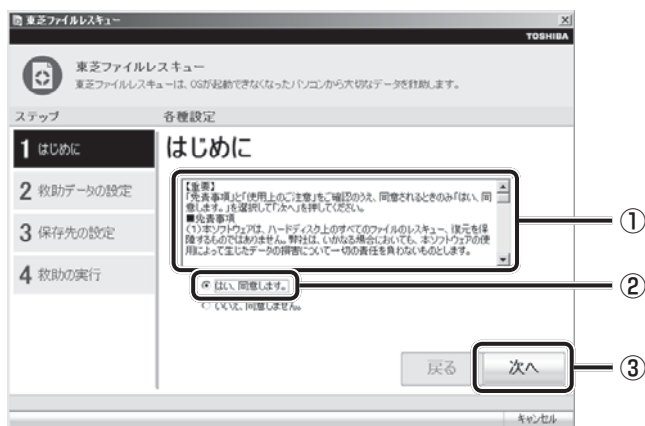 東芝ファイルレスキュー
TOSHIBA
東芝ファイルレスキュー
東芝ファイルレスキューは、OSが起動できなくなったパソコンから大切なデータを救助します。
ステップ
各種設定
1 はじめに
2 救助データの設定
3 保存先の設定
4 救助の実行
はじめに
【重要】
「免責事項」と「使用上のご注意」をご確認のうえ、同意されるときのみ「はい、同
意します。」を選択して「次へ」を押してください。
■免責事項
(1)本ソフトウェアは、ハードディスク上のすべてのファイルのレスキュー、復元を保
障するものではありません。弊社は、いかなる場合においても、本ソフトウェアの使
用によって生じたデータの損害について一切の責任を負わないものとします。
①
はい、同意します。
②
いいえ、同意しません。
戻る
次へ
③
キャンセル